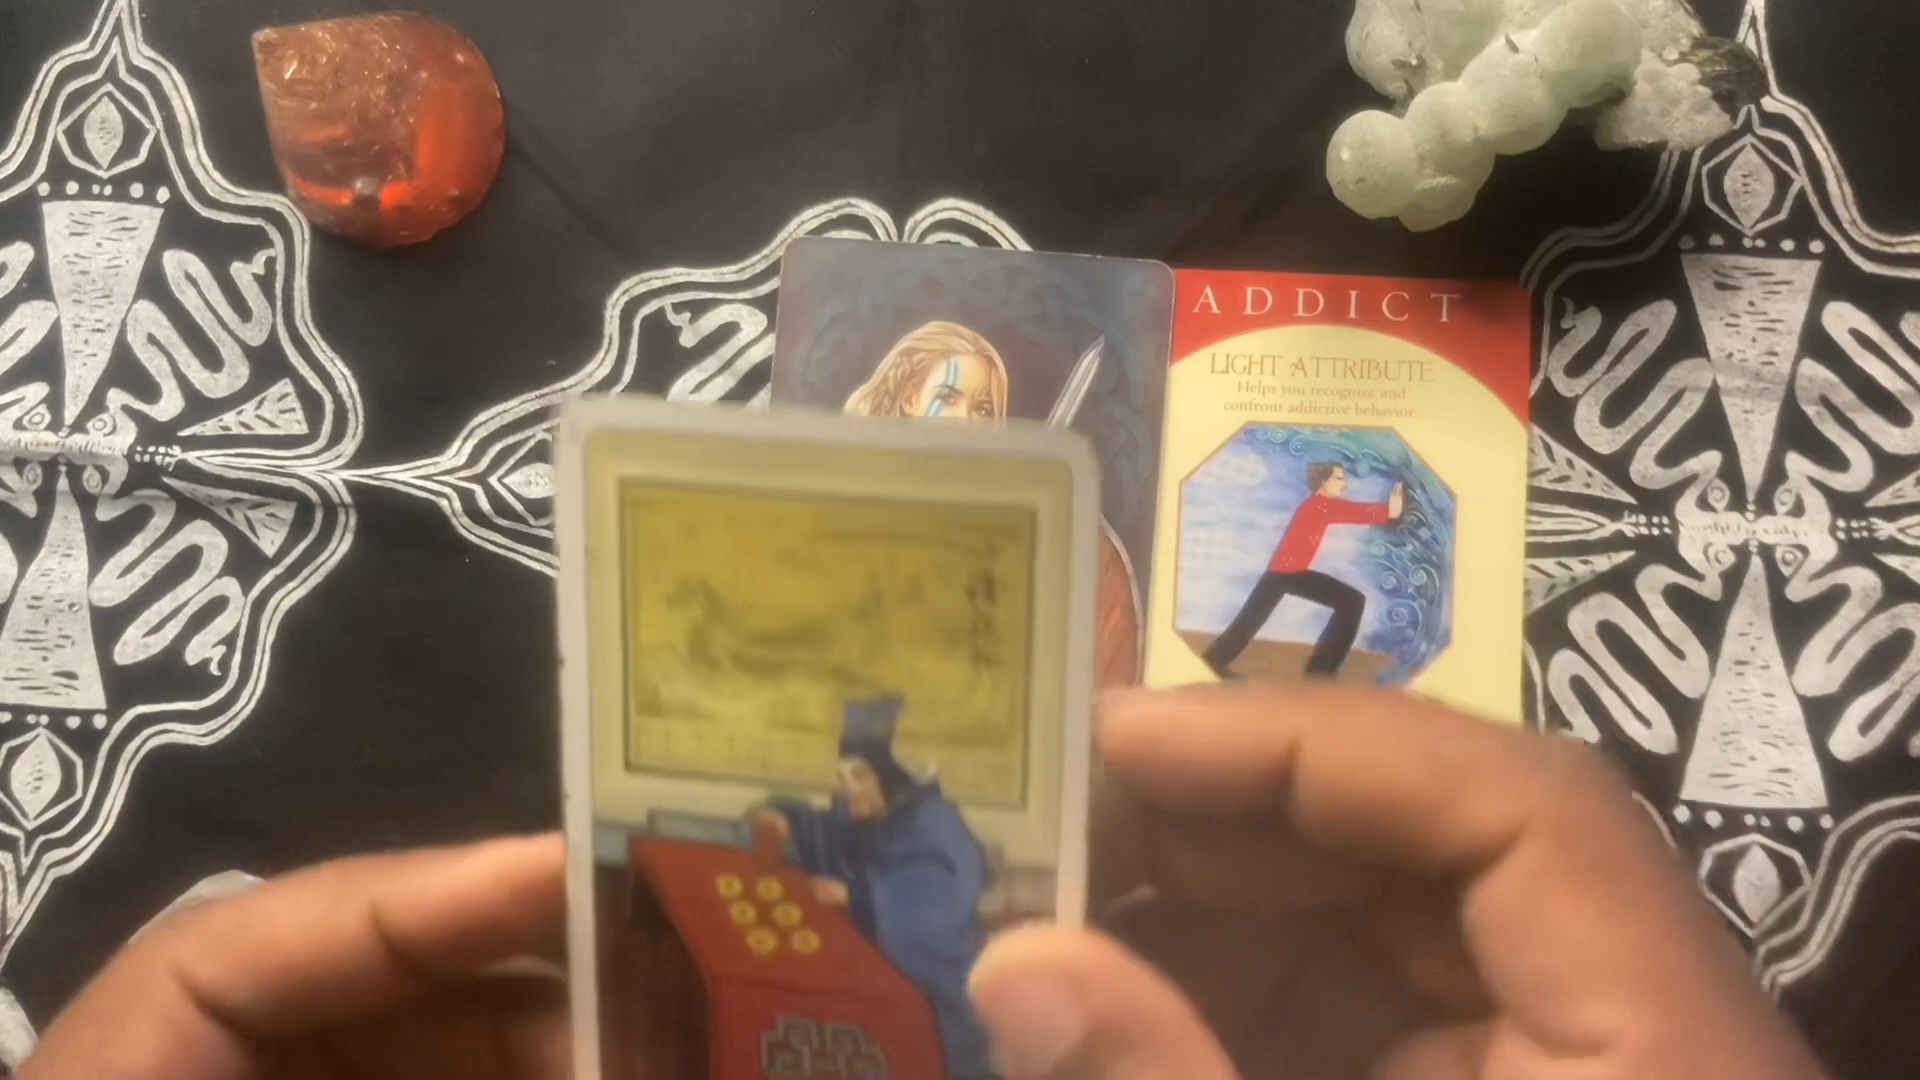 ADDICT
LIGHT ATTRIBUTE
Helps you recognize and
confront addictive behavior.